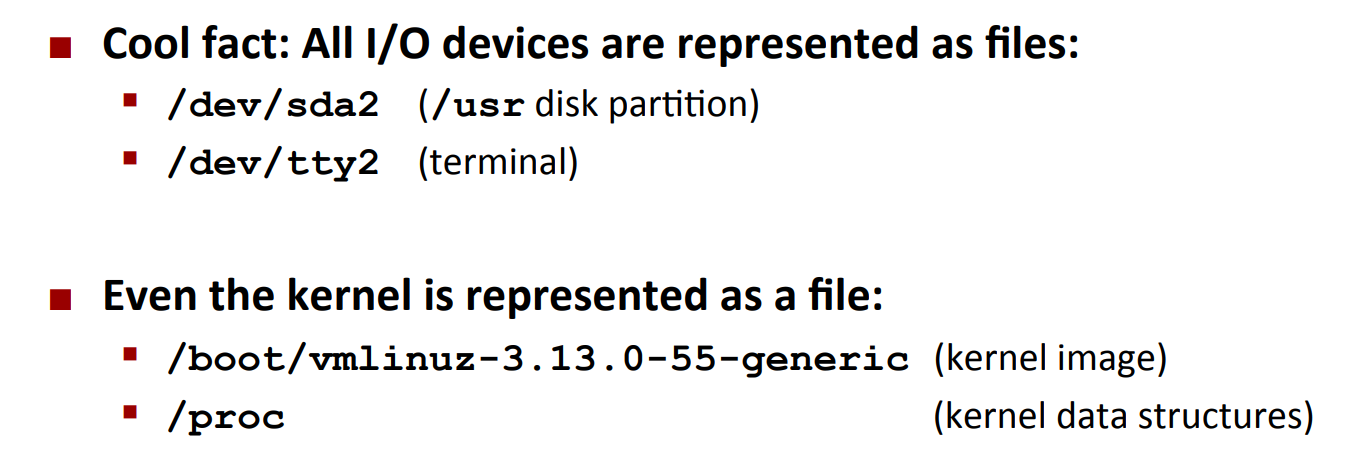 ■ Cool fact: All I/O devices are represented as files:
▪ /dev/sda2 (/usr disk partition)
▪ /dev/tty2 (terminal)
■ Even the kernel is represented as a file:
▪ /boot/vmlinuz-3.13.0-55-generic (kernel image)
▪ /proc (kernel data structures)